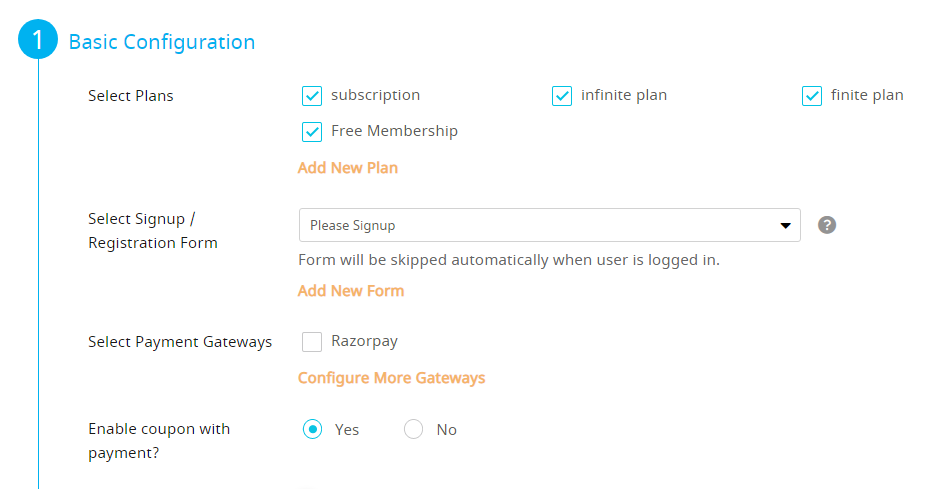 1 Basic Configuration
Select Plans subscription infinite plan finite plan
Free Membership
Add New Plan
Select Signup /
Registration Form
Please Signup ?
Form will be skipped automatically when user is logged in.
Add New Form
Select Payment Gateways Razorpay
Configure More Gateways
Enable coupon with
payment?
Yes No